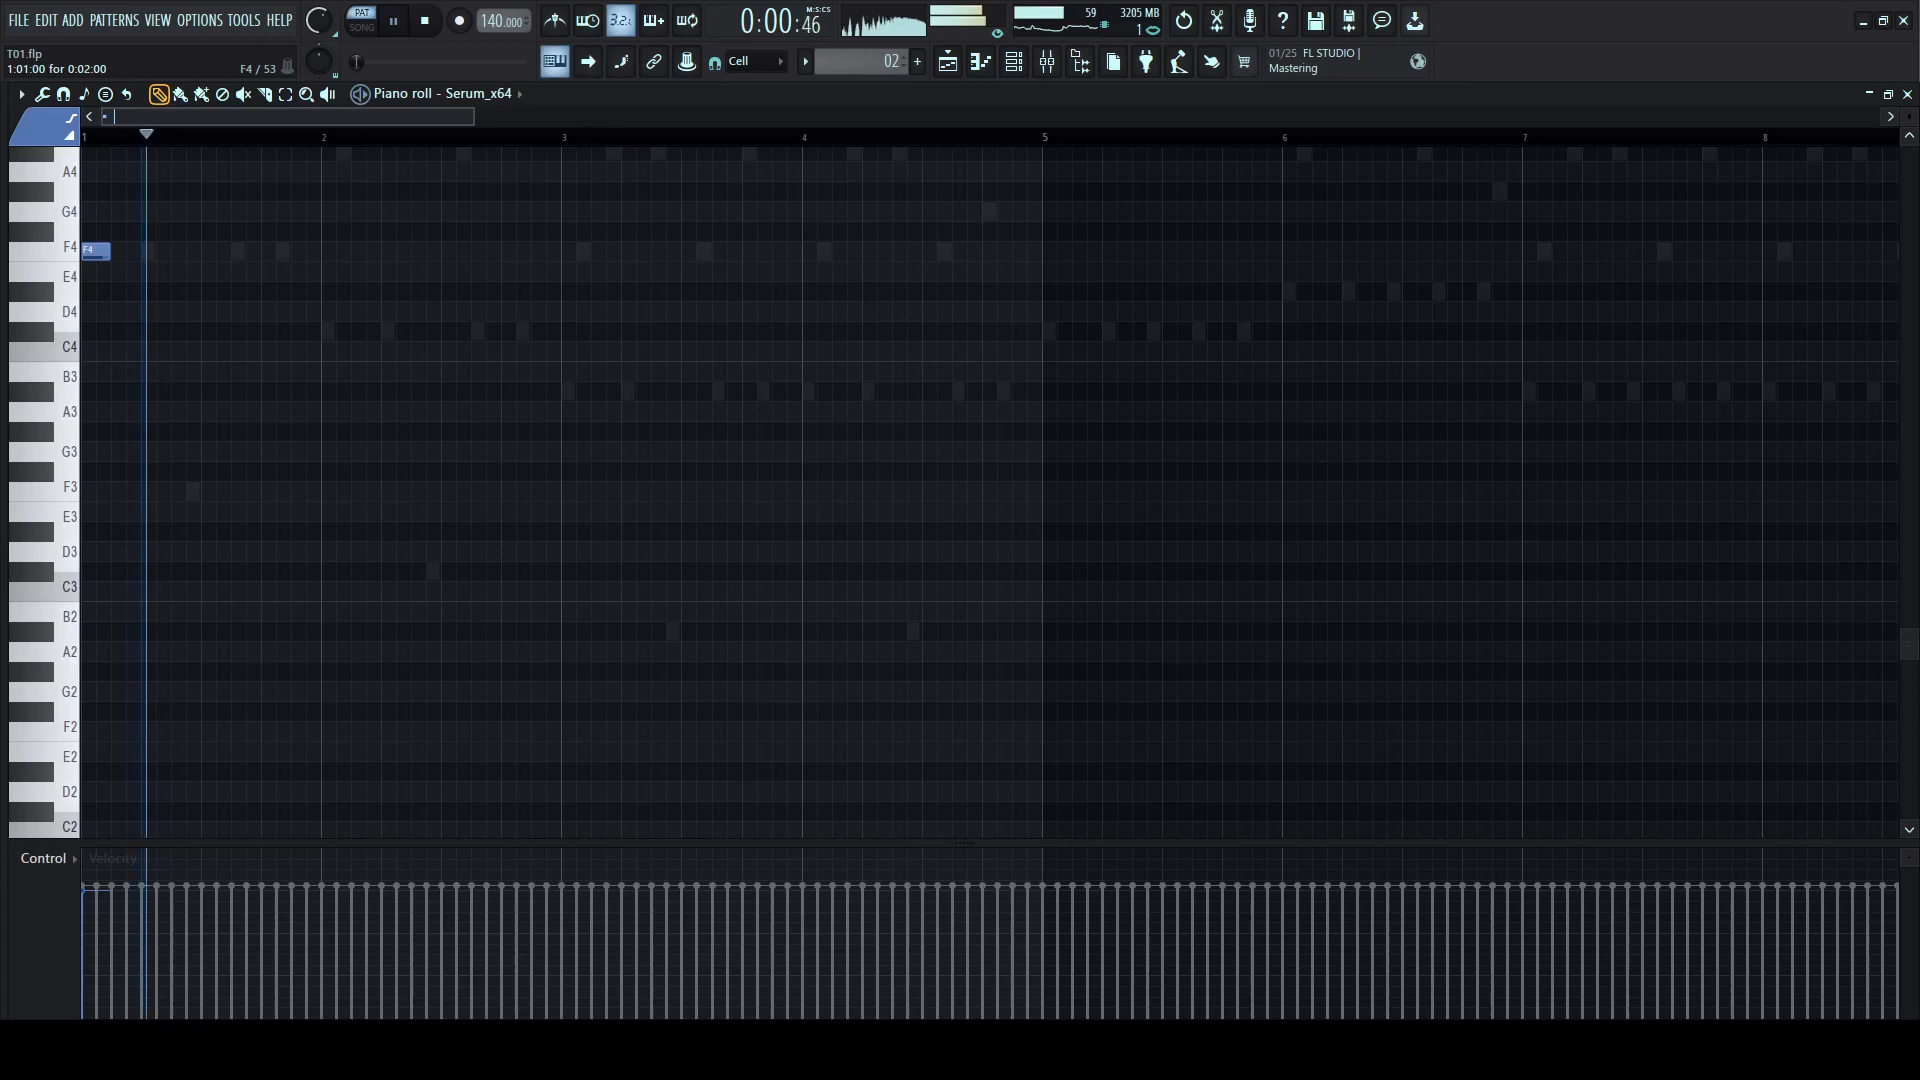 FILE EDIT ADD PATTERNS VIEW OPTIONS TOOLS HELP
PAT
SONG
140.000
3.2.
0:00:46
M:S:CS
59
3205 MB
1
T01.flp
1:01:00 for 0:02:00
F4 / 53
Cell
02
01/25 FL STUDIO |
Mastering
Piano roll - Serum_x64
1 2 3 4 5 6 7 8
A4
G4
F4
F4
E4
D4
C4
B3
A3
G3
F3
E3
D3
C3
B2
A2
G2
F2
E2
D2
C2
Control
Velocity